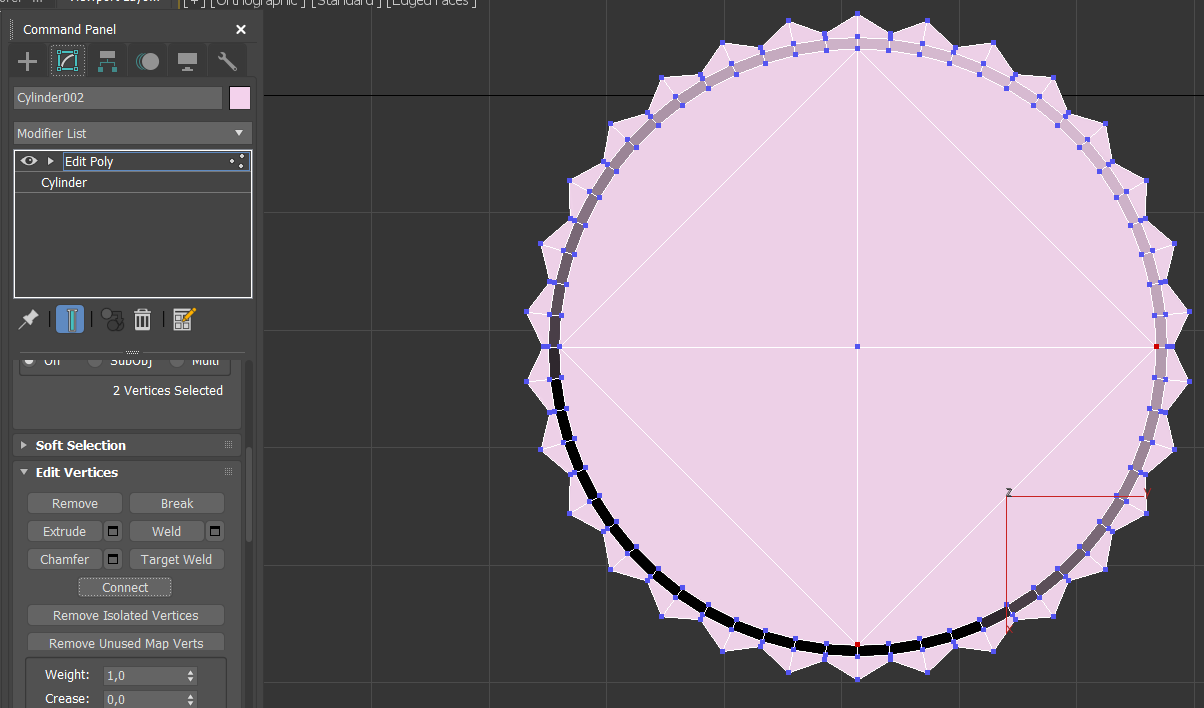 [+] [Orthographic] [Standard] [Edged Faces]
Command Panel
Cylinder002
Modifier List
Edit Poly
Cylinder
Off SubObj Multi
2 Vertices Selected
Soft Selection
Edit Vertices
Remove Break
Extrude Weld
Chamfer Target Weld
Connect
Remove Isolated Vertices
Remove Unused Map Verts
Weight: 1,0
Crease: 0,0
Z
Y
X